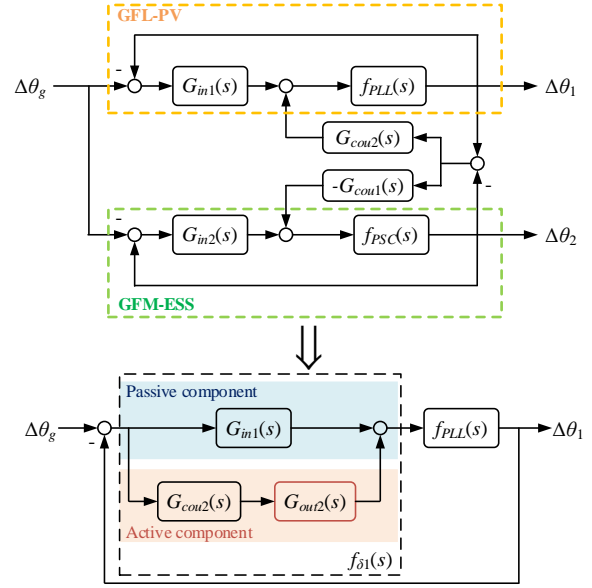 GFL-PV
-
Δθg Gin1(s) fPLL(s) Δθ1
Gcou2(s)
-Gcou1(s)
-
-
Gin2(s) fPSC(s) Δθ2
GFM-ESS
Passive component
Δθg Gin1(s) fPLL(s) Δθ1
-
Gcou2(s) Gout2(s)
Active component
fδ1(s)